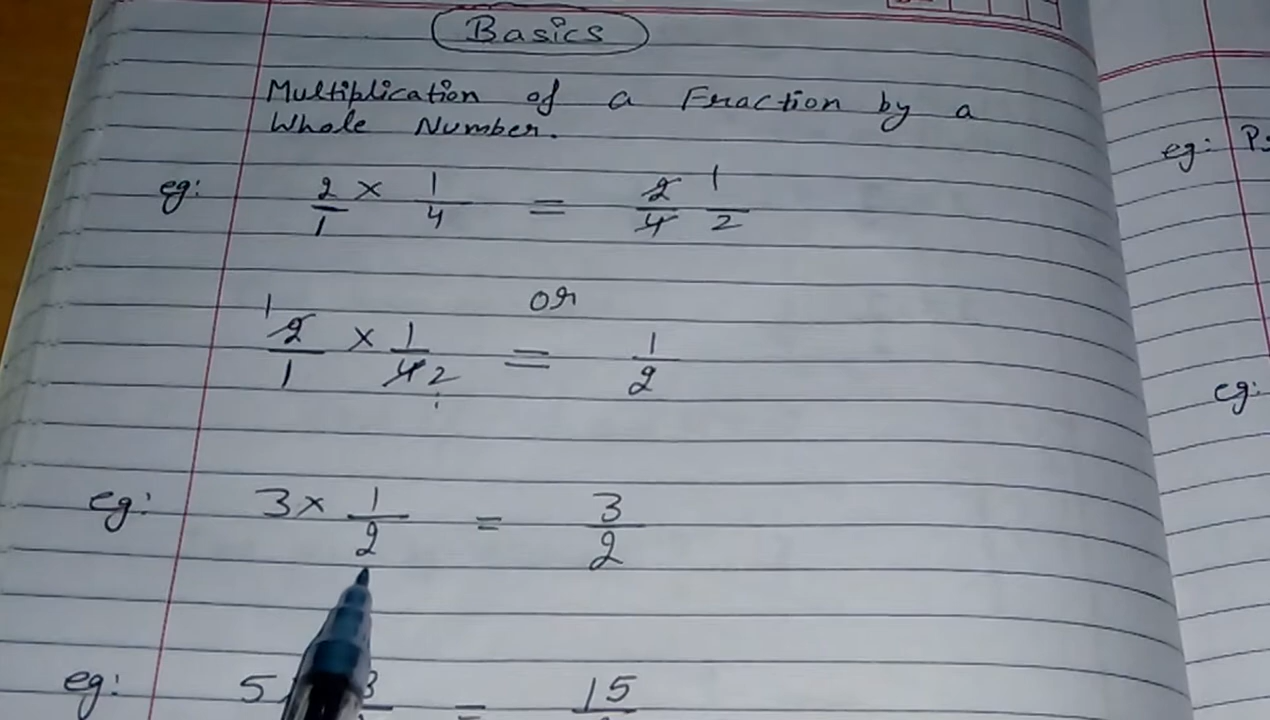 Basics
Multiplication of a Fraction by a
Whole Number.
eg: 2/1 × 1/4 = 2/4 1/2
or
1 2/1 × 1/4 2 = 1/2
eg: 3 × 1/2 = 3/2
eg: 5 3 = 15
eg:
eg: